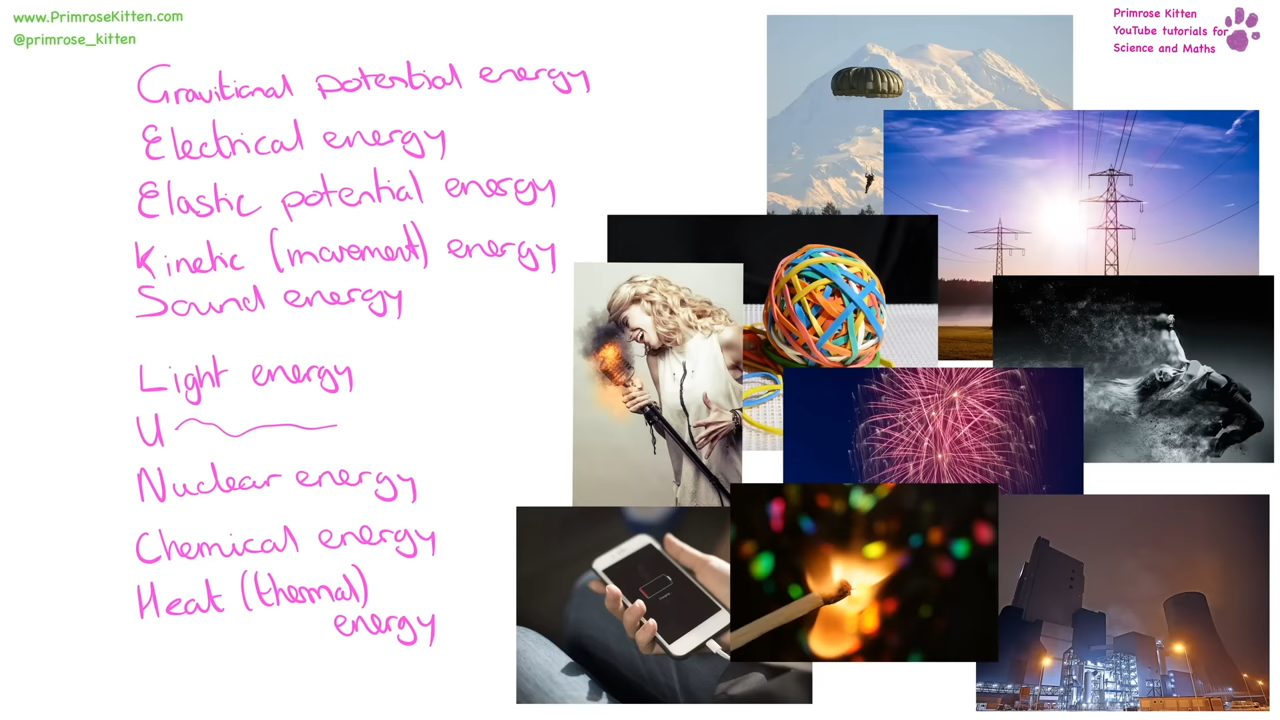 www.PrimroseKitten.com
@primrose_kitten
Primrose Kitten
YouTube tutorials for
Science and Maths
Gravitional potential energy
Electrical energy
Elastic potential energy
Kinetic (movement) energy
Sound energy
Light energy
U
Nuclear energy
Chemical energy
Heat (thermal)
energy